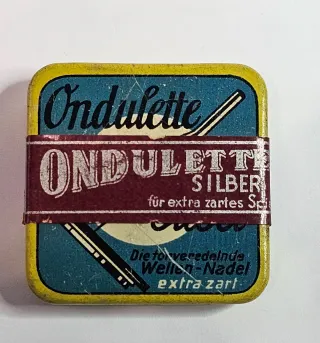 Ondulette
ONDULETTE
SILBER
für extra zartes
Die tonveredelnde
Wellen-Nadel
extra zart